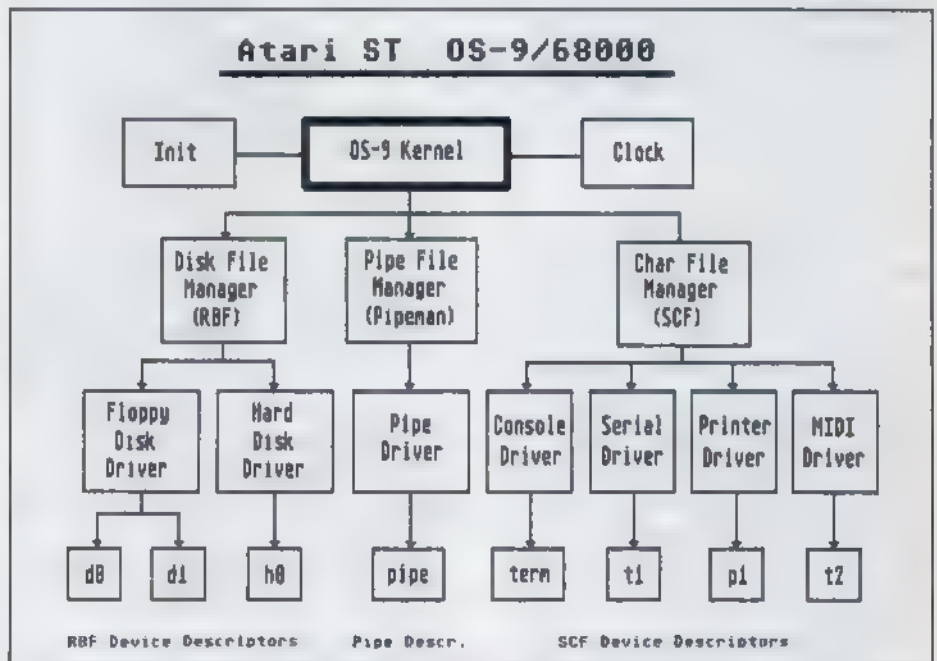 Atari ST OS-9/68000
Init
OS-9 Kernel
Clock
Disk File
Manager
(RBF)
Pipe File
Manager
(Pipeman)
Char File
Manager
(SCF)
Floppy
Disk
Driver
Hard
Disk
Driver
Pipe
Driver
Console
Driver
Serial
Driver
Printer
Driver
MIDI
Driver
d0
d1
h0
pipe
term
t1
p1
t2
RBF Device Descriptors
Pipe Descr.
SCF Device Descriptors